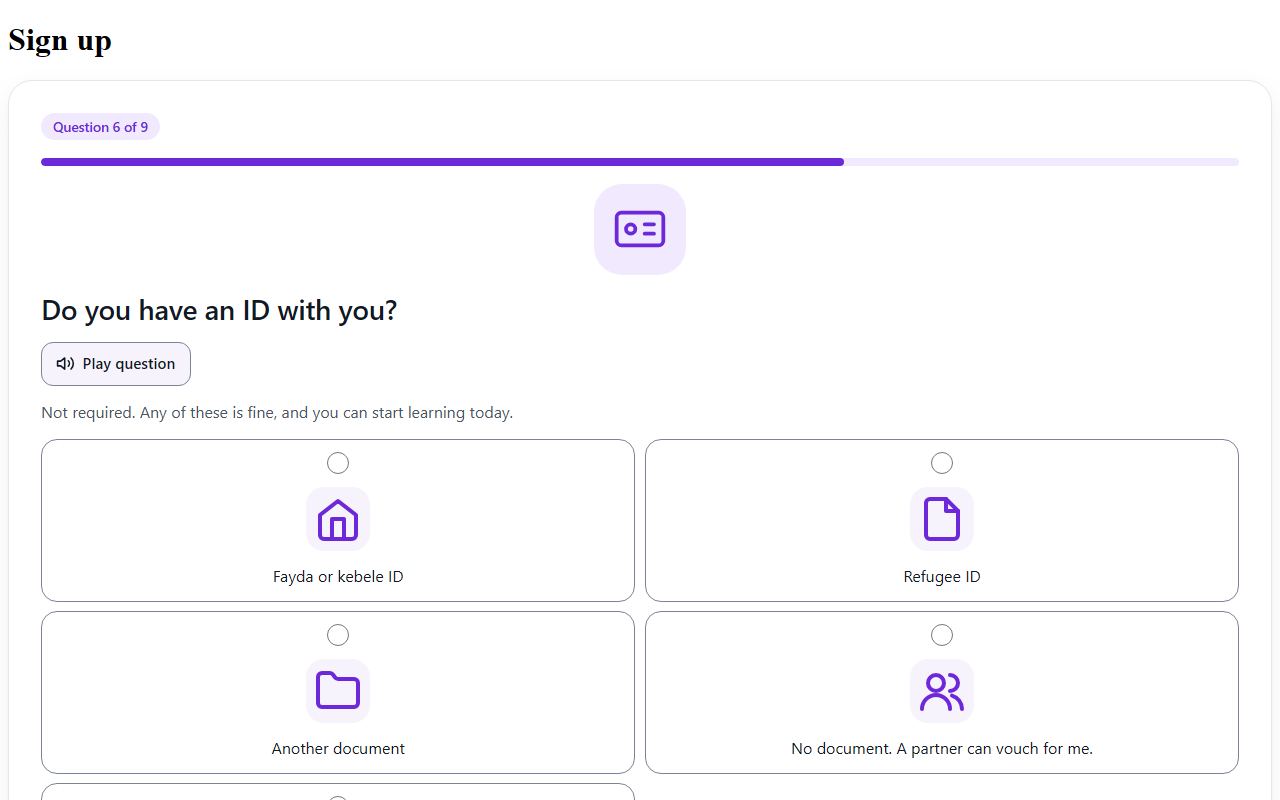 Sign up
Question 6 of 9
Do you have an ID with you?
Play question
Not required. Any of these is fine, and you can start learning today.
Fayda or kebele ID
Refugee ID
Another document
No document. A partner can vouch for me.